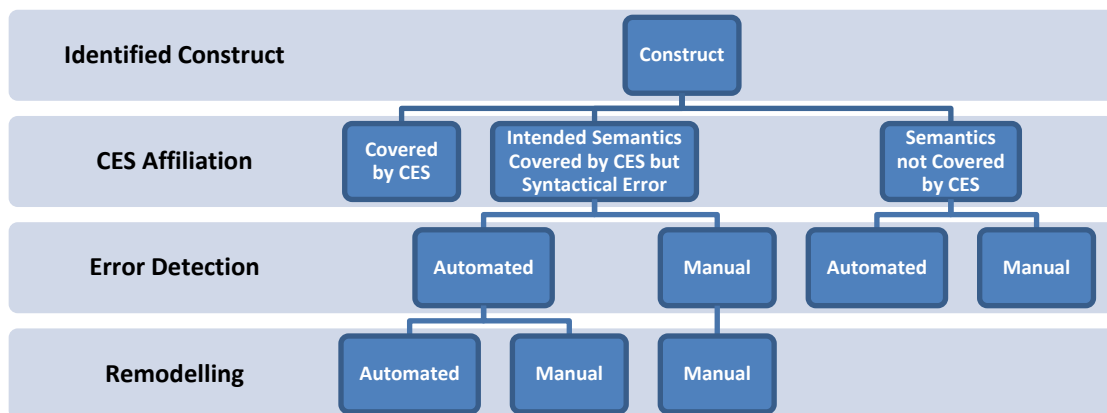 Identified Construct
Construct
CES Affiliation
Covered
by CES
Intended Semantics
Covered by CES but
Syntactical Error
Semantics
not Covered
by CES
Error Detection
Automated
Manual
Automated
Manual
Remodelling
Automated
Manual
Manual